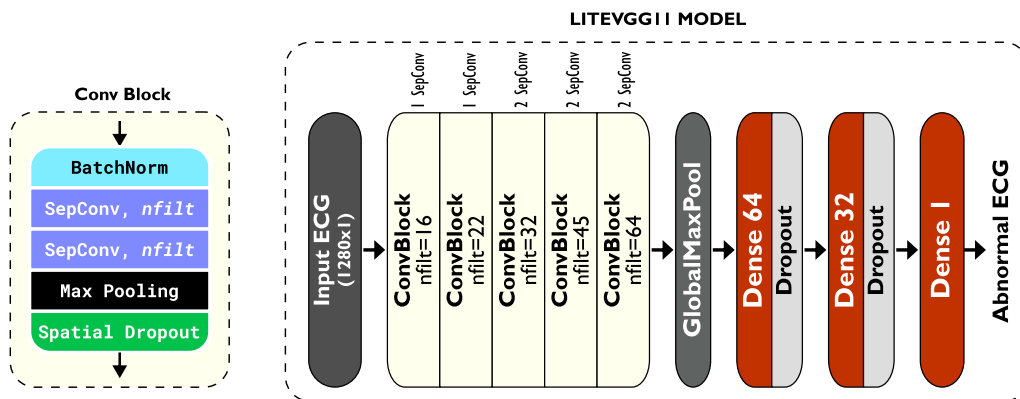 LITEVGG11 MODEL
Conv Block
BatchNorm
SepConv, nfilt
SepConv, nfilt
Max Pooling
Spatial Dropout
1 SepConv
1 SepConv
2 SepConv
2 SepConv
2 SepConv
Input ECG
(1280x1)
ConvBlock
nfilt=16
ConvBlock
nfilt=22
ConvBlock
nfilt=32
ConvBlock
nfilt=45
ConvBlock
nfilt=64
GlobalMaxPool
Dense 64
Dropout
Dense 32
Dropout
Dense 1
Abnormal ECG